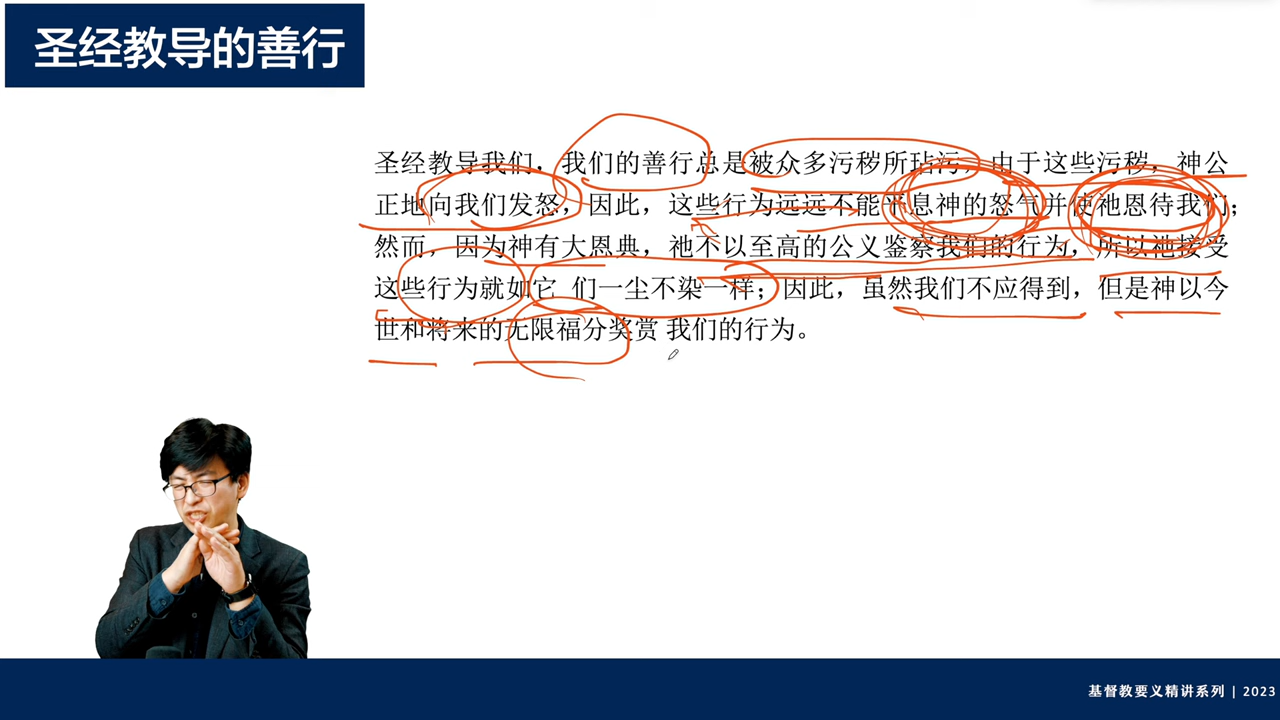 圣经教导的善行
圣经教导我们，我们的善行总是被众多污秽所玷污，由于这些污秽，神公
正地向我们发怒，因此，这些行为远远不能平息神的怒气并使祂恩待我们；
然而，因为神有大恩典，祂不以至高的公义鉴察我们的行为，所以祂接受
这些行为就如它 们一尘不染一样；因此，虽然我们不应得到，但是神以今
世和将来的无限福分奖赏 我们的行为。
基督教要义精讲系列 | 2023